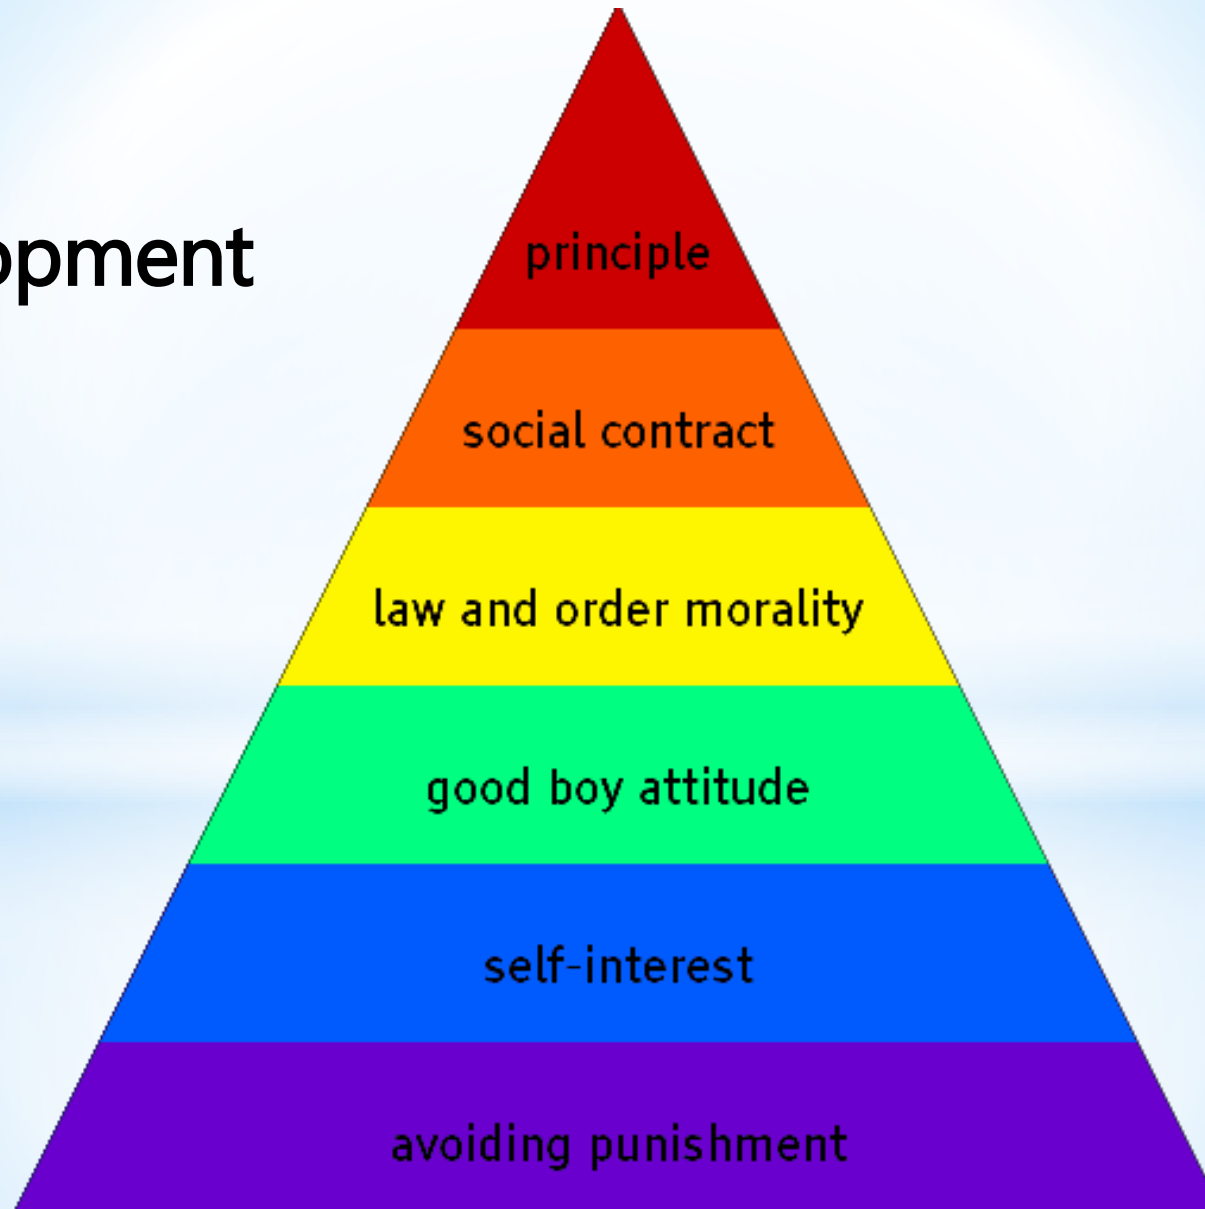 opment
principle
social contract
law and order morality
good boy attitude
self-interest
avoiding punishment